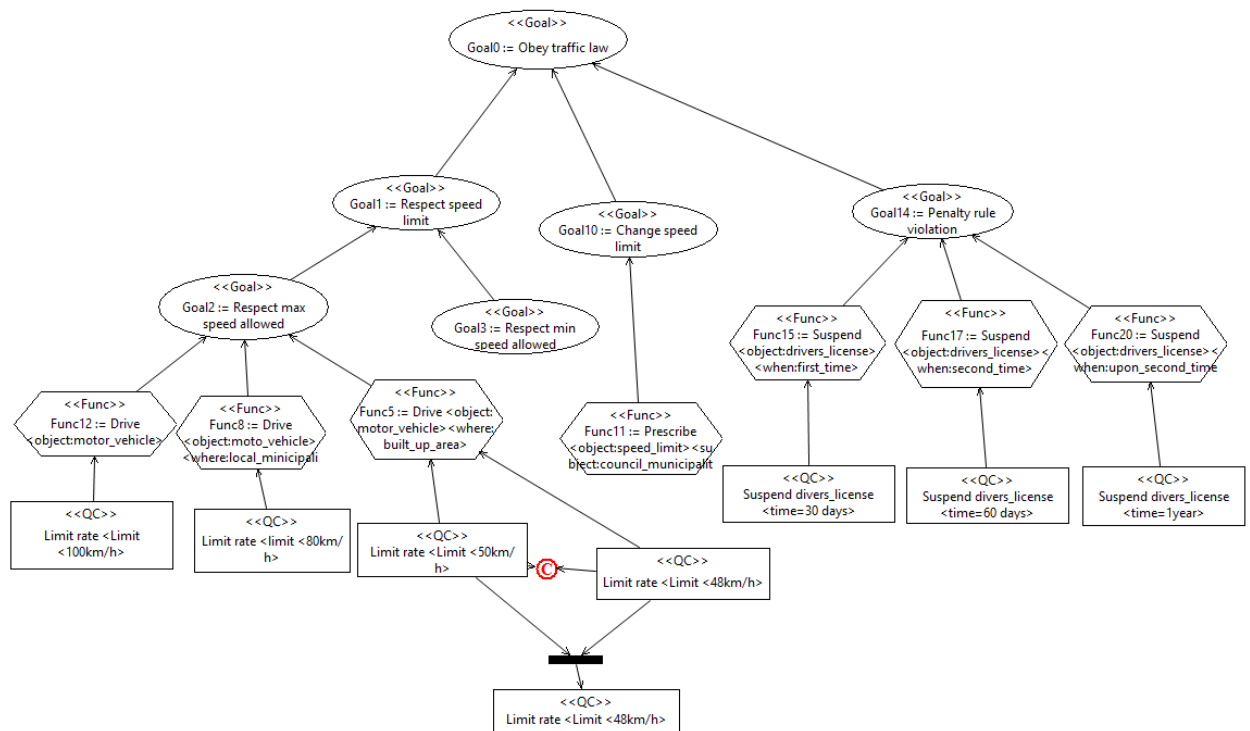 <<Goal>>
Goal0 := Obey traffic law
<<Goal>>
Goal1 := Respect speed
limit
<<Goal>>
Goal10 := Change speed
limit
<<Goal>>
Goal14 := Penalty rule
violation
<<Goal>>
Goal2 := Respect max
speed allowed
<<Goal>>
Goal3 := Respect min
speed allowed
<<Func>>
Func15 := Suspend
<object:drivers_license>
<when:first_time>
<<Func>>
Func17 := Suspend
<object:drivers_license><
when:second_time>
<<Func>>
Func20 := Suspend
<object:drivers_license><
when:upon_second_time
<<Func>>
Func12 := Drive
<object:motor_vehicle>
<<Func>>
Func8 := Drive
<object:moto_vehicle>
<where:local_minicipali
<<Func>>
Func5 := Drive <object:
motor_vehicle><where:
built_up_area>
<<Func>>
Func11 := Prescribe
<object:speed_limit><su
bject:council_municipalit
<<QC>>
Suspend divers_license
<time=30 days>
<<QC>>
Suspend divers_license
<time=60 days>
<<QC>>
Suspend divers_license
<time=1year>
<<QC>>
Limit rate <Limit
<100km/h>
<<QC>>
Limit rate <limit <80km/
h>
<<QC>>
Limit rate <Limit <50km/
h>
C
<<QC>>
Limit rate <Limit <48km/h>
<<QC>>
Limit rate <Limit <48km/h>